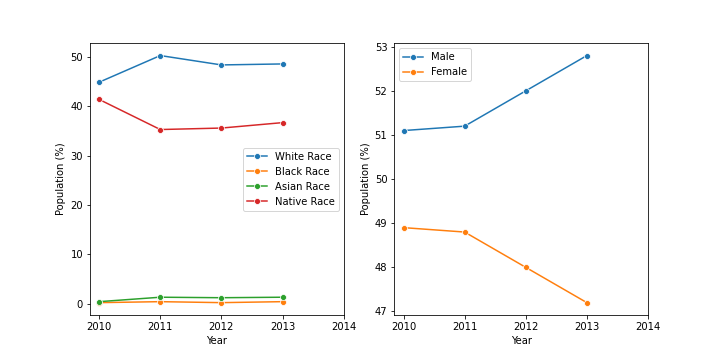 50
40
30
20
10
0
Population (%)
2010 2011 2012 2013 2014
Year
White Race
Black Race
Asian Race
Native Race
53
52
51
50
49
48
47
Population (%)
2010 2011 2012 2013 2014
Year
Male
Female